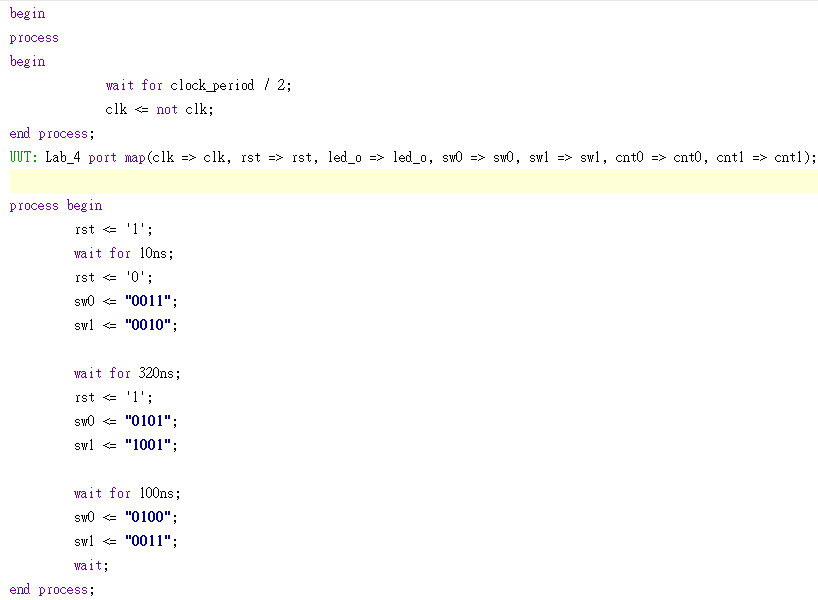 begin
process
begin
wait for clock_period / 2;
clk <= not clk;
end process;
UUT: Lab_4 port map(clk => clk, rst => rst, led_o => led_o, sw0 => sw0, sw1 => sw1, cnt0 => cnt0, cnt1 => cnt1);
process begin
rst <= '1';
wait for 10ns;
rst <= '0';
sw0 <= "0011";
sw1 <= "0010";
wait for 320ns;
rst <= '1';
sw0 <= "0101";
sw1 <= "1001";
wait for 100ns;
sw0 <= "0100";
sw1 <= "0011";
wait;
end process;